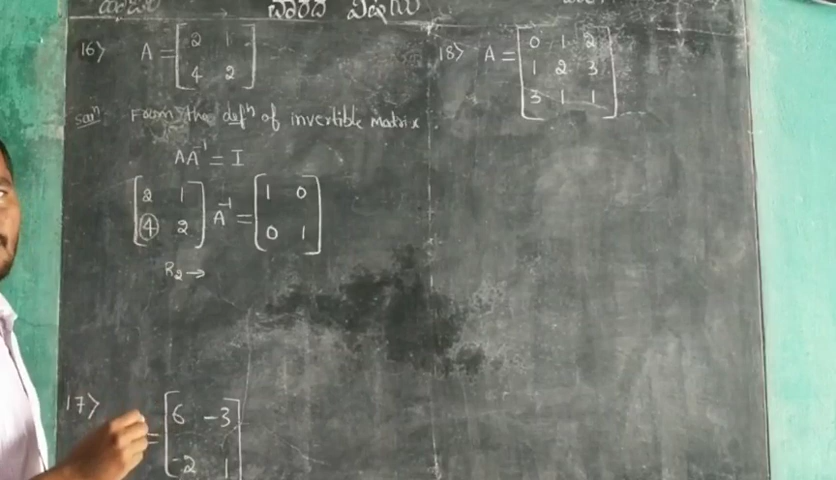 16) A = [2 1
4 2]
Solⁿ From the defⁿ of invertible Matrix
AA⁻¹ = I
[2 1
4 2] A⁻¹ = [1 0
0 1]
R₂ →
17) = [6 -3
-2 1]
18) A = [0 1 2
1 2 3
3 1 1]